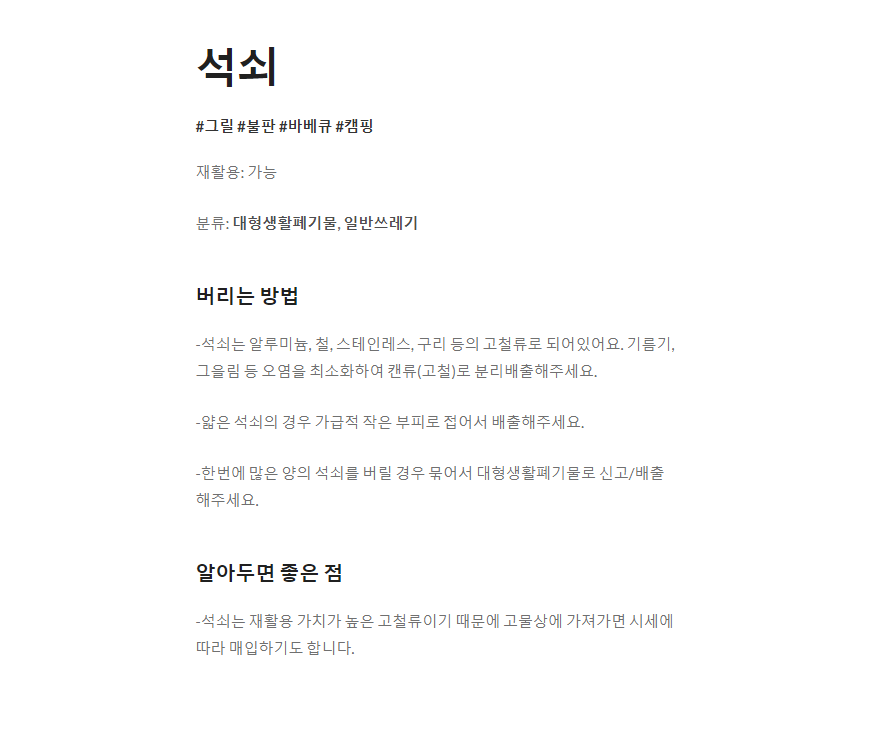 석쇠
#그릴 #불판 #바베큐 #캠핑
재활용: 가능
분류: 대형생활폐기물, 일반쓰레기
버리는 방법
-석쇠는 알루미늄, 철, 스테인레스, 구리 등의 고철류로 되어있어요. 기름기,
그을림 등 오염을 최소화하여 캔류(고철)로 분리배출해주세요.
-얇은 석쇠의 경우 가급적 작은 부피로 접어서 배출해주세요.
-한번에 많은 양의 석쇠를 버릴 경우 묶어서 대형생활폐기물로 신고/배출
해주세요.
알아두면 좋은 점
-석쇠는 재활용 가치가 높은 고철류이기 때문에 고물상에 가져가면 시세에
따라 매입하기도 합니다.